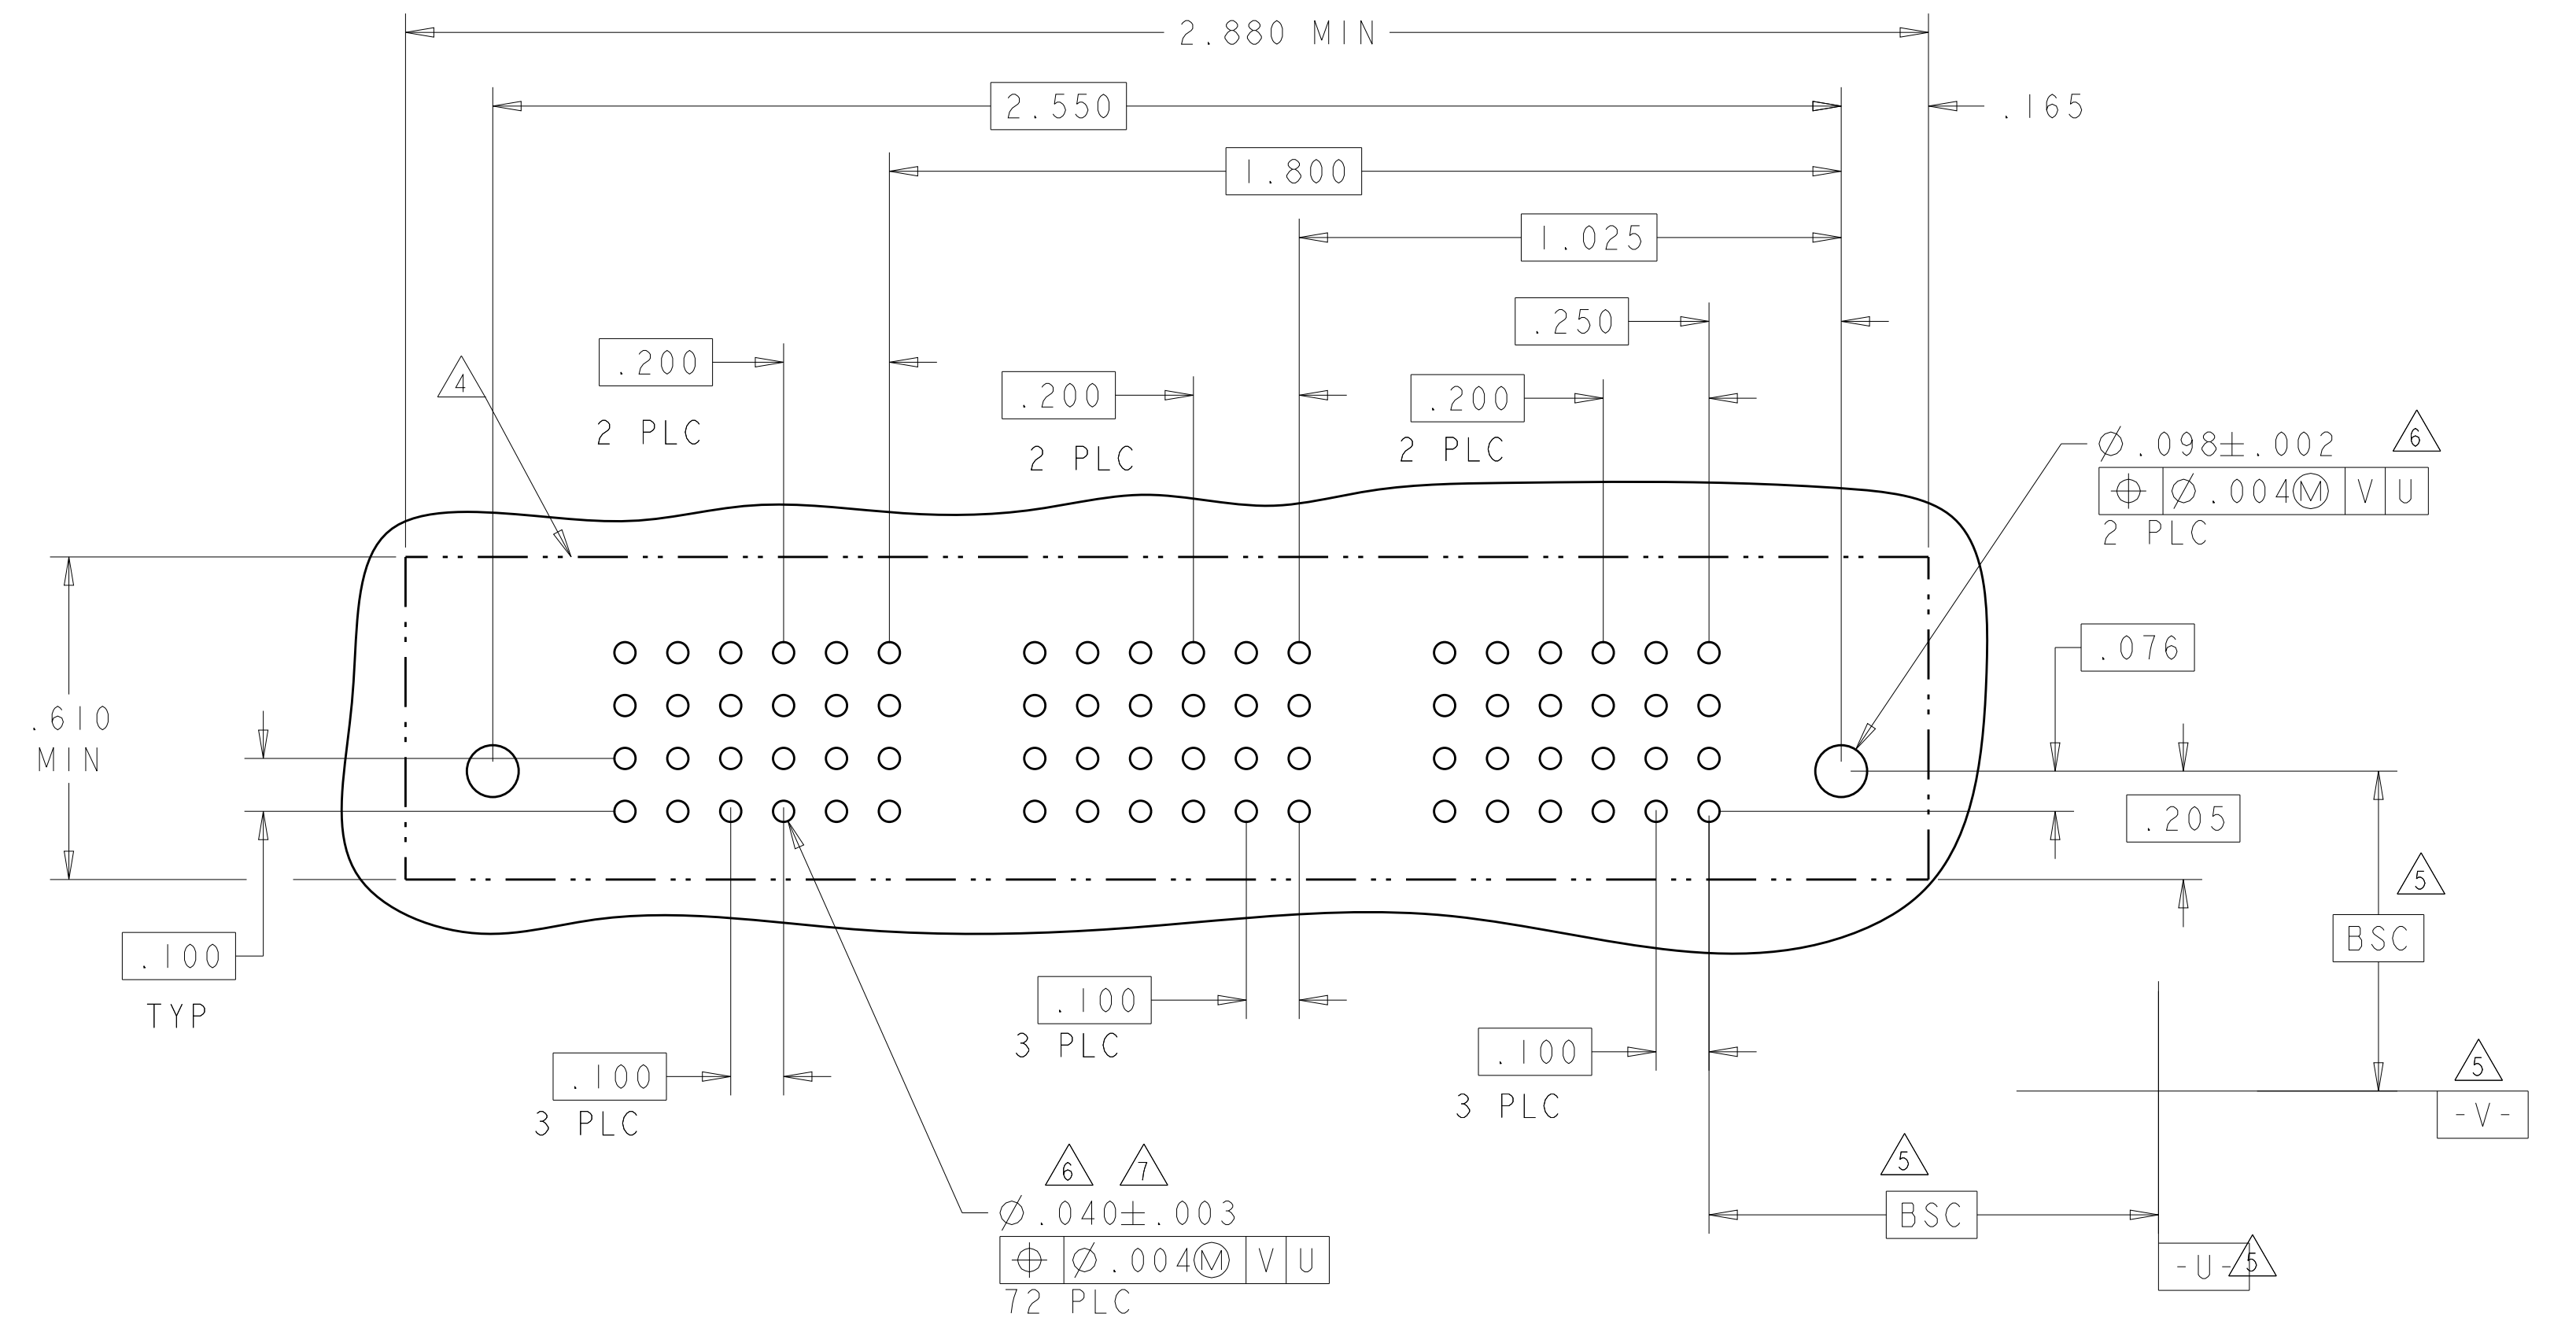 2.880 MIN
2.550
.165
1.800
1.025
.250
.200
2 PLC
.200
2 PLC
.200
2 PLC
4
⌀.098±.002
6
⌖ ⌀.004Ⓜ V U
2 PLC
.076
.610
MIN
.205
5
BSC
.100
TYP
.100
3 PLC
.100
3 PLC
.100
3 PLC
5
-V-
6 7
⌀.040±.003
⌖ ⌀.004Ⓜ V U
72 PLC
5
BSC
-U-
5